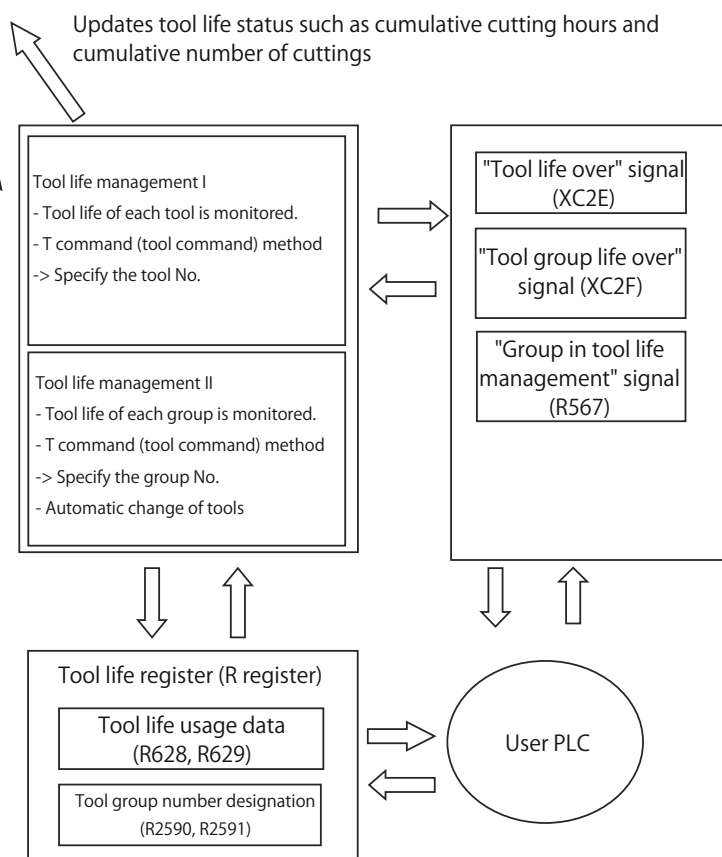 Updates tool life status such as cumulative cutting hours and
cumulative number of cuttings
Tool life management I
- Tool life of each tool is monitored.
- T command (tool command) method
-> Specify the tool No.
Tool life management II
- Tool life of each group is monitored.
- T command (tool command) method
-> Specify the group No.
- Automatic change of tools
"Tool life over" signal
(XC2E)
"Tool group life over"
signal (XC2F)
"Group in tool life
management" signal
(R567)
Tool life register (R register)
Tool life usage data
(R628, R629)
Tool group number designation
(R2590, R2591)
User PLC